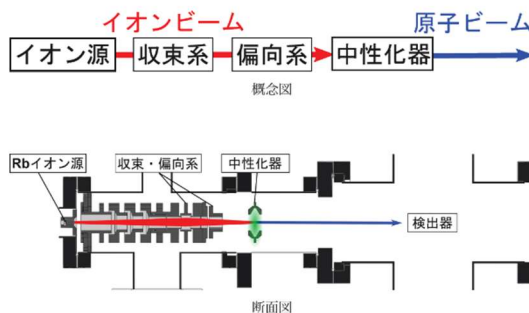 イオンビーム
原子ビーム
イオン源
収束系
偏向系
中性化器
概念図
Rbイオン源
収束・偏向系
中性化器
検出器
断面図